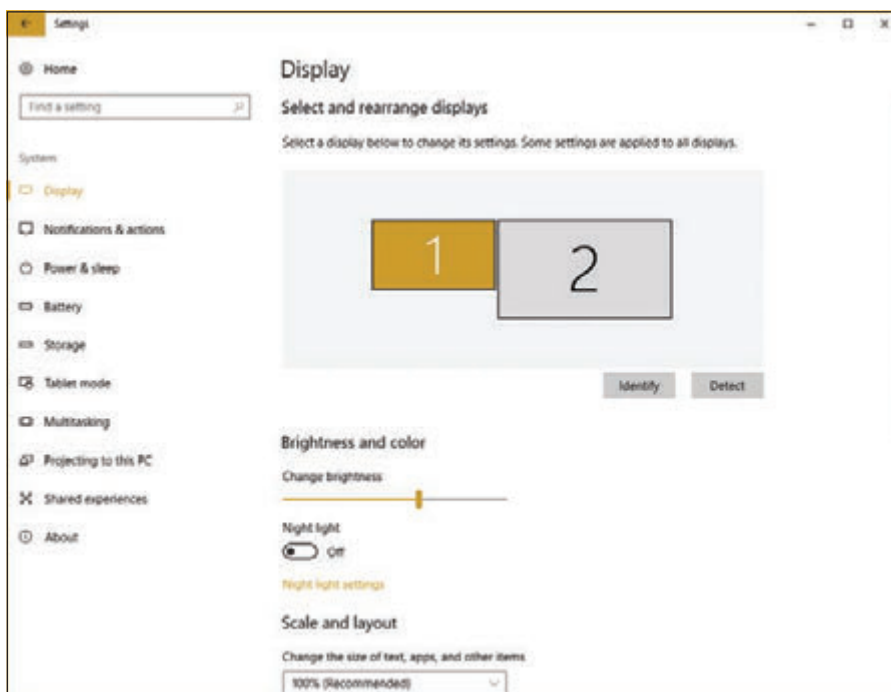 Settings
Home
Find a setting
System
Display
Notifications & actions
Power & sleep
Battery
Storage
Tablet mode
Multitasking
Projecting to this PC
Shared experiences
About
Display
Select and rearrange displays
Select a display below to change its settings. Some settings are applied to all displays.
1 2
Identify Detect
Brightness and color
Change brightness
Night light
Off
Night light settings
Scale and layout
Change the size of text, apps, and other items
100% (Recommended)